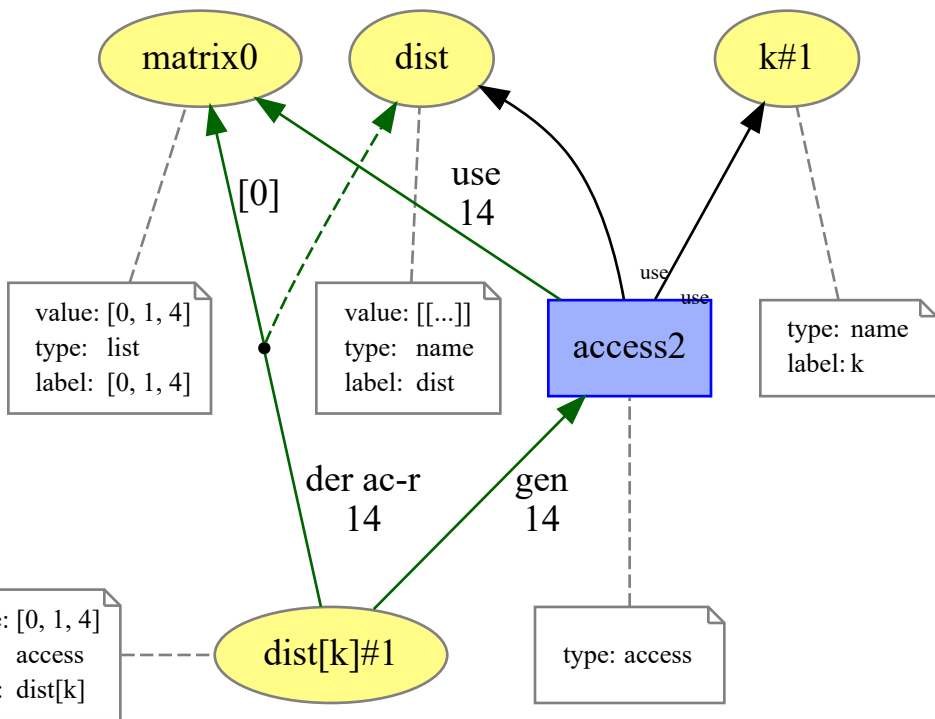 matrix0
dist
k#1
[0]
use
14
use
use
value: [0, 1, 4]
type: list
label: [0, 1, 4]
value: [[...]]
type: name
label: dist
access2
type: name
label: k
der ac-r
14
gen
14
e: [0, 1, 4]
access
: dist[k]
dist[k]#1
type: access